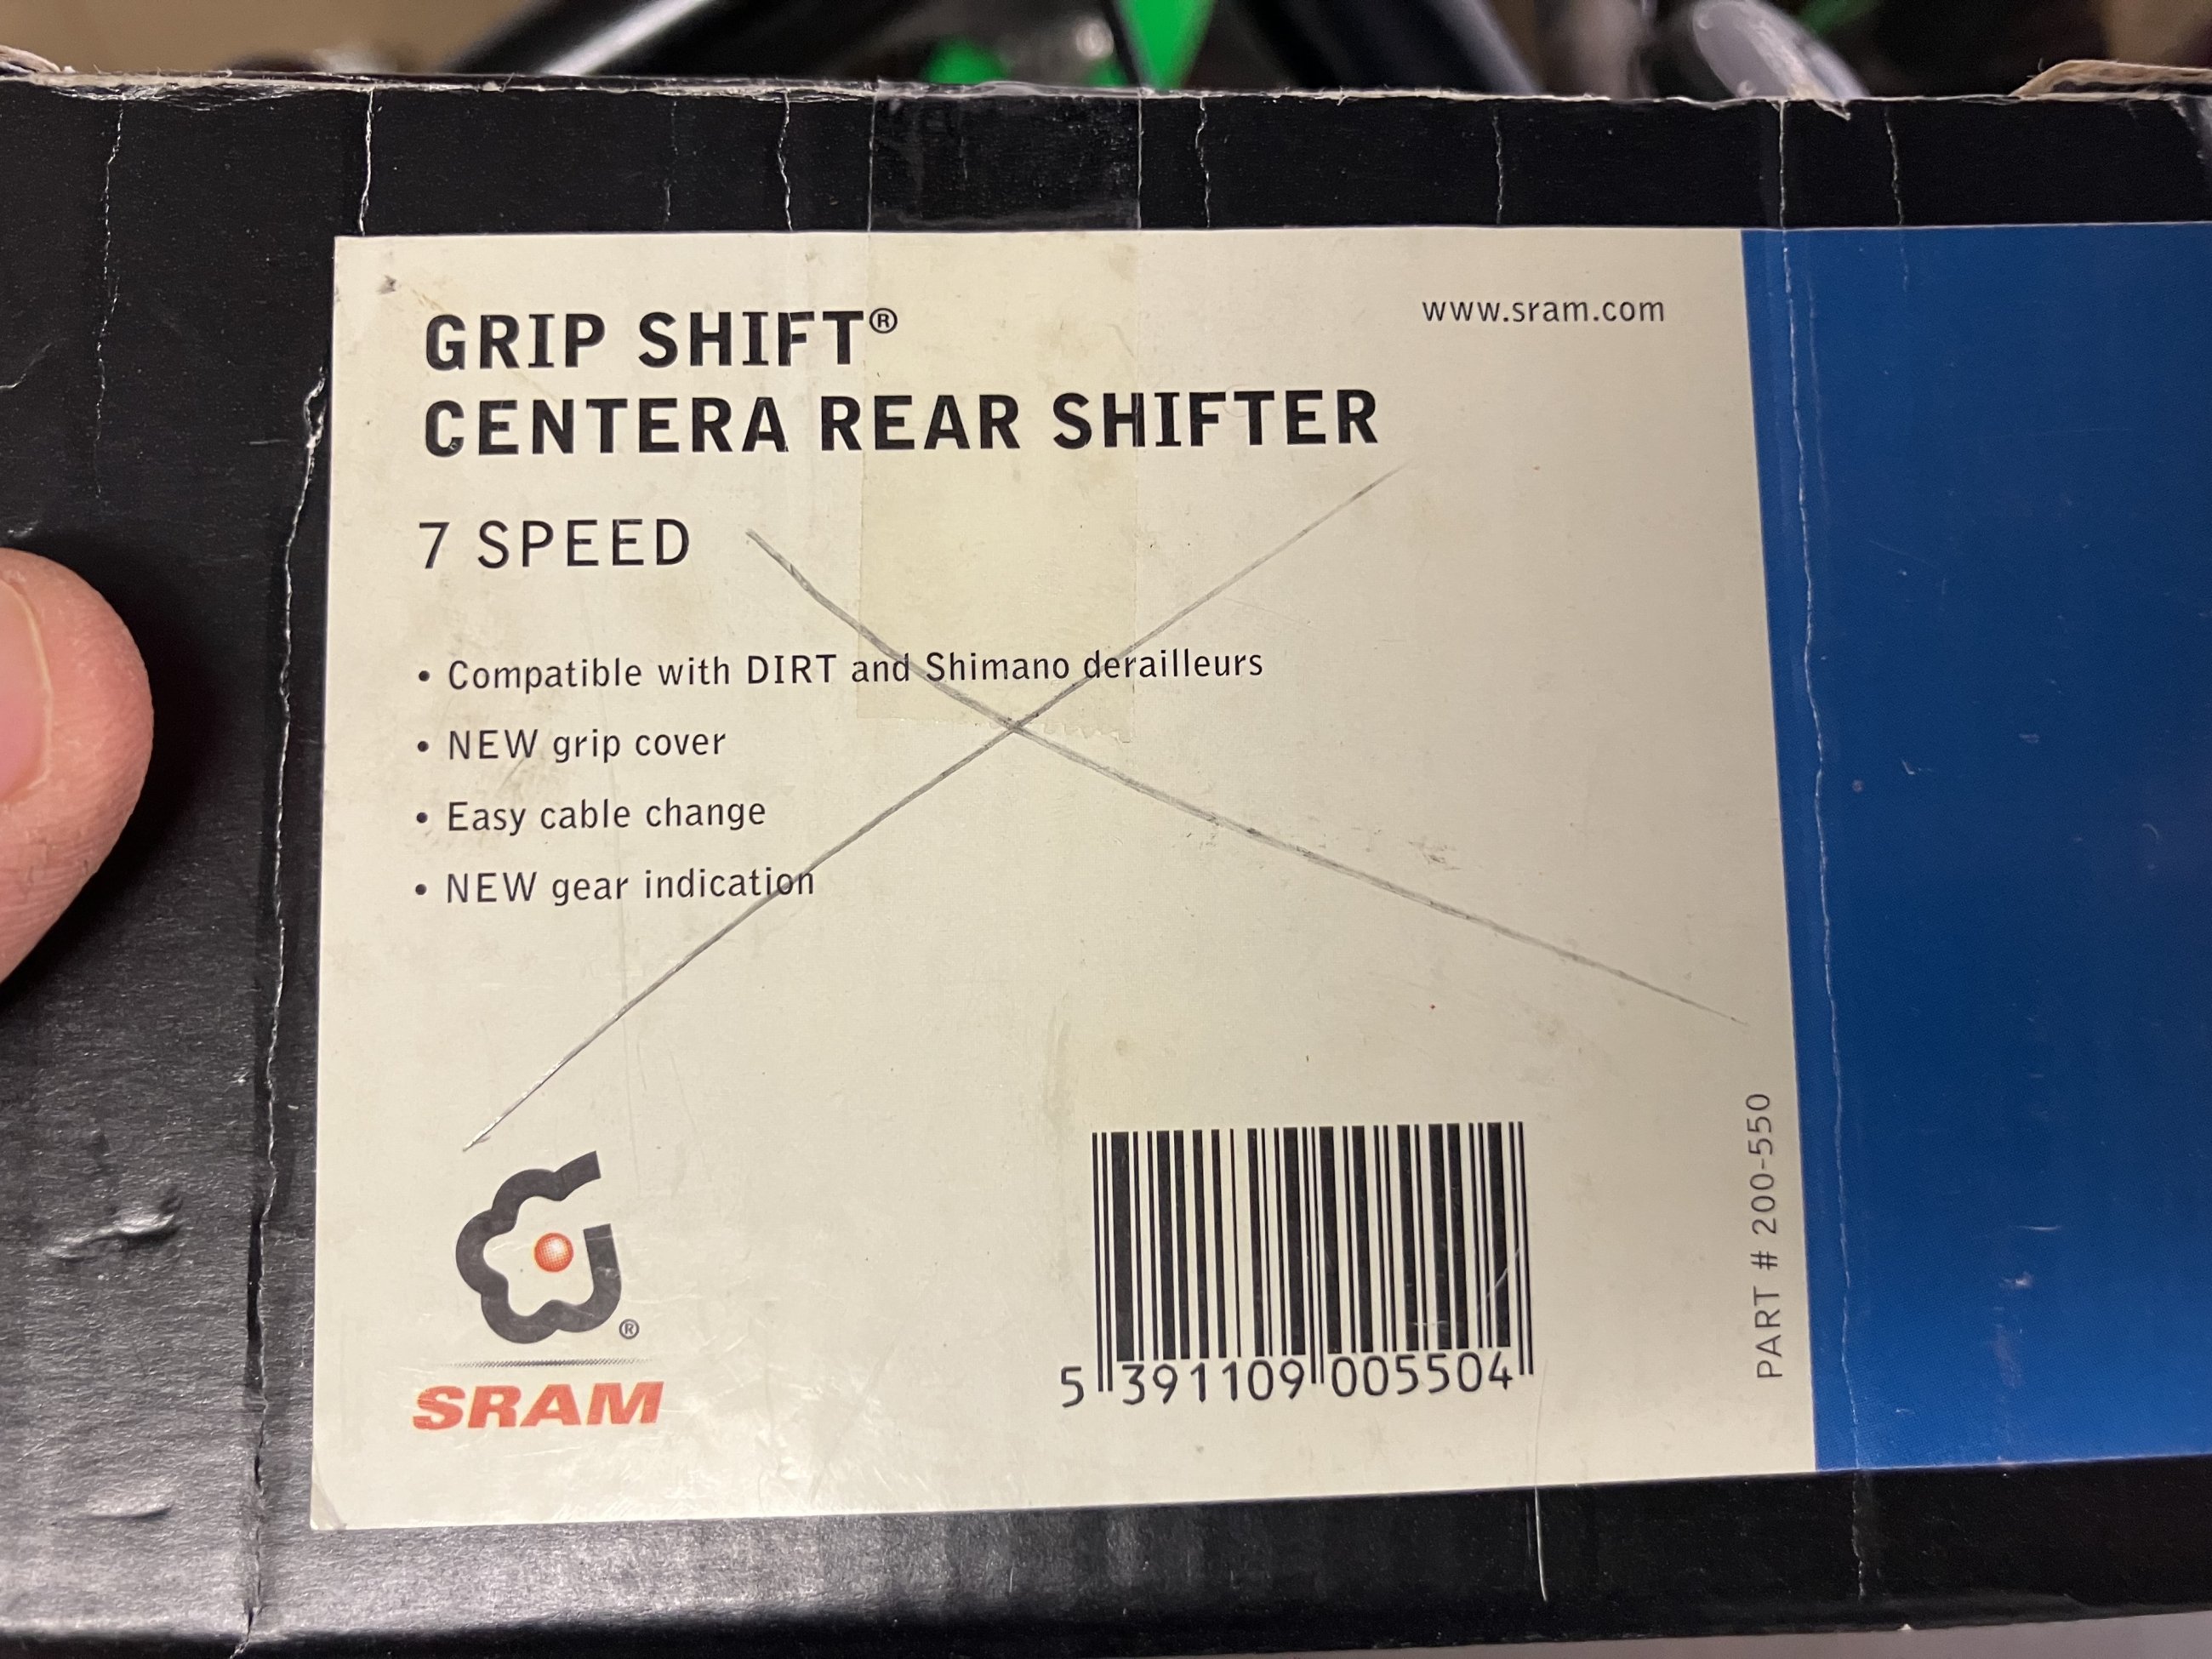 GRIP SHIFT®
CENTERA REAR SHIFTER
www.sram.com
7 SPEED
• Compatible with DIRT and Shimano derailleurs
• NEW grip cover
• Easy cable change
• NEW gear indication
®
SRAM
5 391109 005504
PART # 200-550